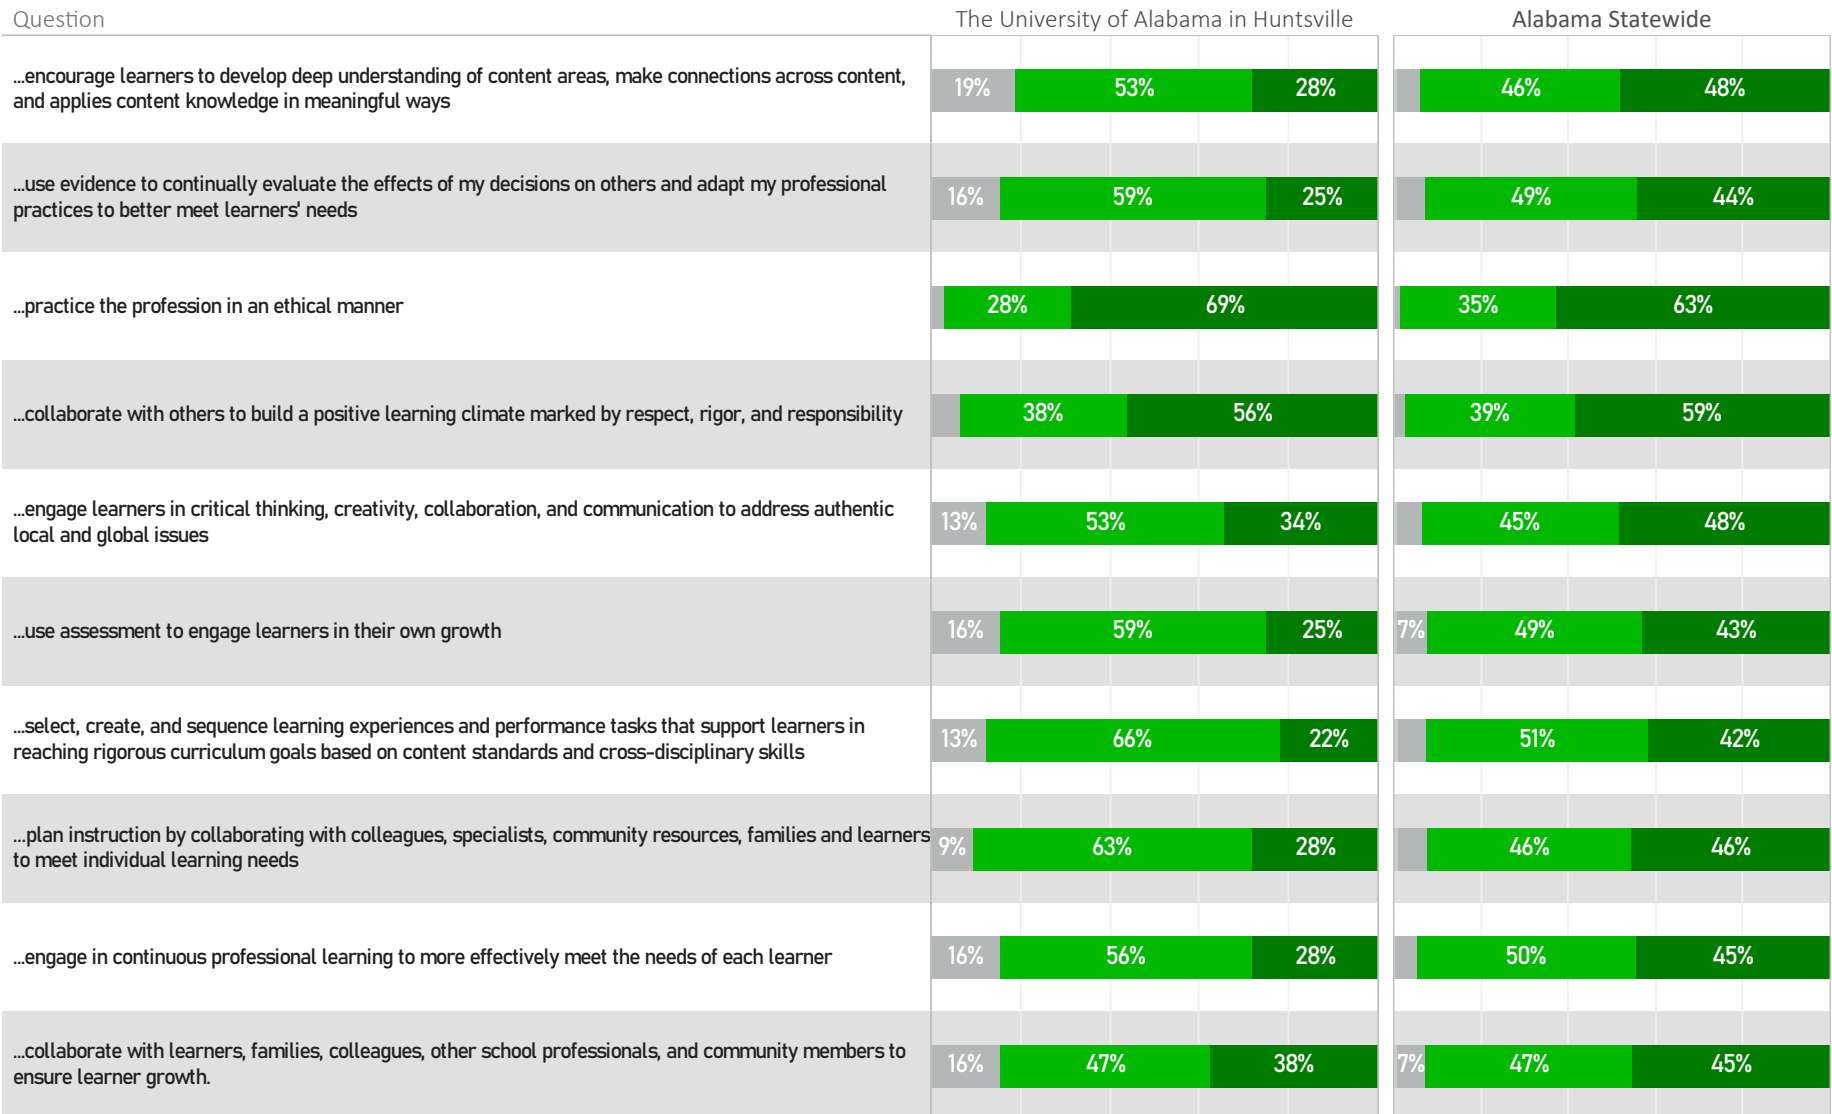 Question The University of Alabama in Huntsville Alabama Statewide
...encourage learners to develop deep understanding of content areas, make connections across content,
and applies content knowledge in meaningful ways
19% 53% 28% 46% 48%
...use evidence to continually evaluate the effects of my decisions on others and adapt my professional
practices to better meet learners' needs
16% 59% 25% 49% 44%
...practice the profession in an ethical manner
28% 69% 35% 63%
...collaborate with others to build a positive learning climate marked by respect, rigor, and responsibility
38% 56% 39% 59%
...engage learners in critical thinking, creativity, collaboration, and communication to address authentic
local and global issues
13% 53% 34% 45% 48%
...use assessment to engage learners in their own growth
16% 59% 25% 7% 49% 43%
...select, create, and sequence learning experiences and performance tasks that support learners in
reaching rigorous curriculum goals based on content standards and cross-disciplinary skills
13% 66% 22% 51% 42%
...plan instruction by collaborating with colleagues, specialists, community resources, families and learners
to meet individual learning needs
9% 63% 28% 46% 46%
...engage in continuous professional learning to more effectively meet the needs of each learner
16% 56% 28% 50% 45%
...collaborate with learners, families, colleagues, other school professionals, and community members to
ensure learner growth.
16% 47% 38% 7% 47% 45%